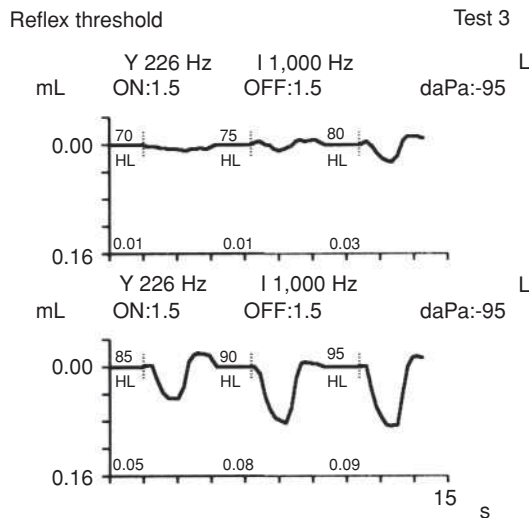 Reflex threshold Test 3
Y 226 Hz I 1,000 Hz L
mL ON:1.5 OFF:1.5 daPa:-95
0.00 70 75 80
HL HL HL
0.16 0.01 0.01 0.03
Y 226 Hz I 1,000 Hz L
mL ON:1.5 OFF:1.5 daPa:-95
0.00 85 90 95
HL HL HL
0.16 0.05 0.08 0.09
15
s